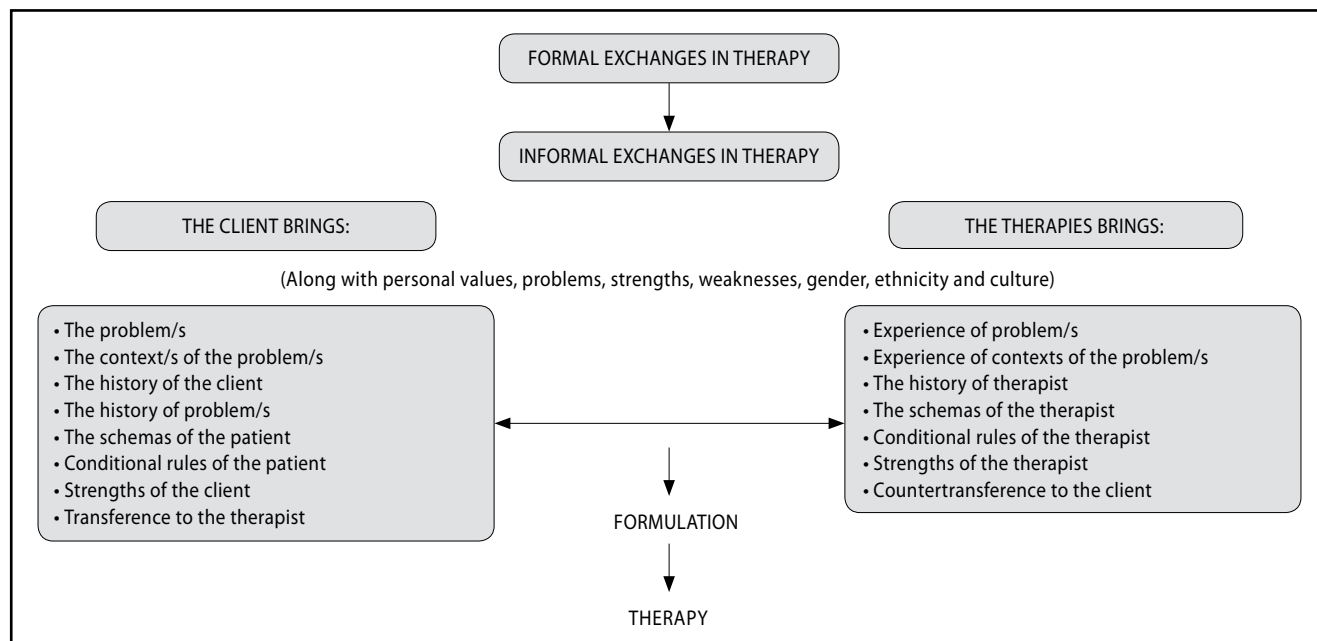 FORMAL EXCHANGES IN THERAPY
INFORMAL EXCHANGES IN THERAPY
THE CLIENT BRINGS:
THE THERAPIES BRINGS:
(Along with personal values, problems, strengths, weaknesses, gender, ethnicity and culture)
• The problem/s
• The context/s of the problem/s
• The history of the client
• The history of problem/s
• The schemas of the patient
• Conditional rules of the patient
• Strengths of the client
• Transference to the therapist
• Experience of problem/s
• Experience of contexts of the problem/s
• The history of therapist
• The schemas of the therapist
• Conditional rules of the therapist
• Strengths of the therapist
• Countertransference to the client
FORMULATION
THERAPY